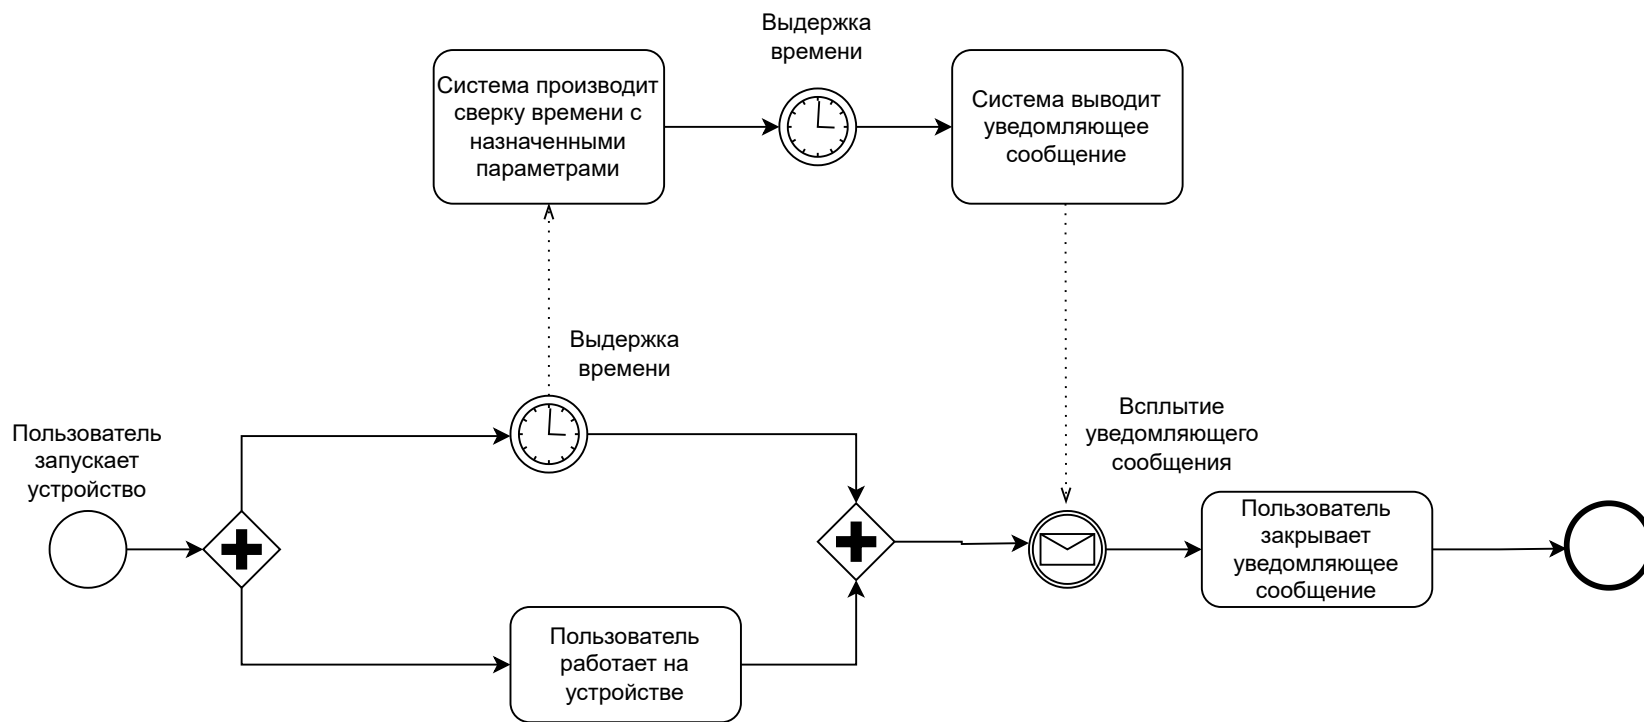 Выдержка
времени
Система производит
сверку времени с
назначенными
параметрами
Система выводит
уведомляющее
сообщение
Выдержка
времени
Всплытие
уведомляющего
сообщения
Пользователь
запускает
устройство
Пользователь
закрывает
уведомляющее
сообщение
Пользователь
работает на
устройстве